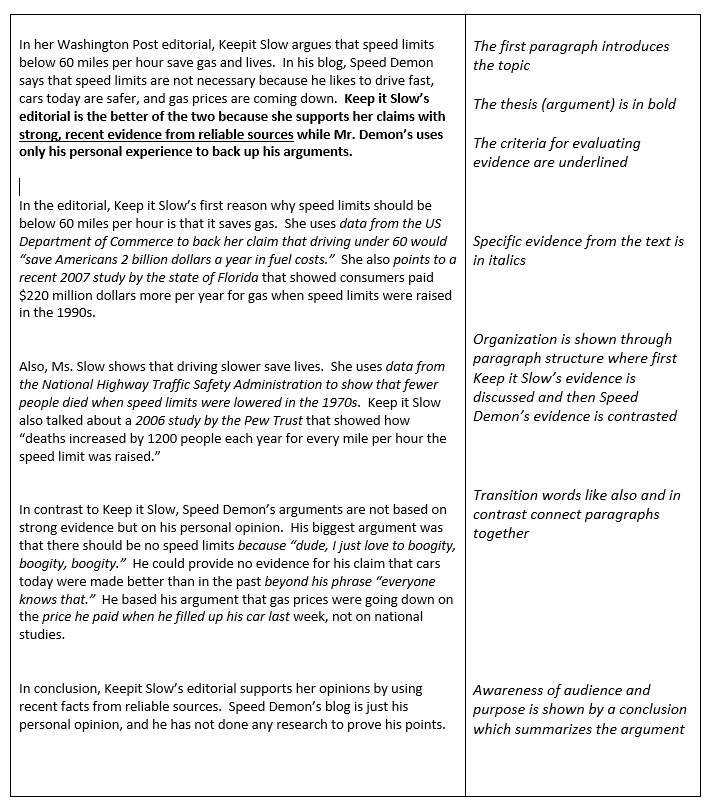 In her Washington Post editorial, Keepit Slow argues that speed limits
below 60 miles per hour save gas and lives.  In his blog, Speed Demon
says that speed limits are not necessary because he likes to drive fast,
cars today are safer, and gas prices are coming down.  Keep it Slow's
editorial is the better of the two because she supports her claims with
strong, recent evidence from reliable sources while Mr. Demon's uses
only his personal experience to back up his arguments.
In the editorial, Keep it Slow's first reason why speed limits should be
below 60 miles per hour is that it saves gas.  She uses data from the US
Department of Commerce to back her claim that driving under 60 would
"save Americans 2 billion dollars a year in fuel costs."  She also points to a
recent 2007 study by the state of Florida that showed consumers paid
$220 million dollars more per year for gas when speed limits were raised
in the 1990s.
Also, Ms. Slow shows that driving slower save lives.  She uses data from
the National Highway Traffic Safety Administration to show that fewer
people died when speed limits were lowered in the 1970s.  Keep it Slow
also talked about a 2006 study by the Pew Trust that showed how
"deaths increased by 1200 people each year for every mile per hour the
speed limit was raised."
In contrast to Keep it Slow, Speed Demon's arguments are not based on
strong evidence but on his personal opinion.  His biggest argument was
that there should be no speed limits because "dude, I just love to boogity,
boogity, boogity."  He could provide no evidence for his claim that cars
today were made better than in the past beyond his phrase "everyone
knows that."  He based his argument that gas prices were going down on
the price he paid when he filled up his car last week, not on national
studies.
In conclusion, Keepit Slow's editorial supports her opinions by using
recent facts from reliable sources.  Speed Demon's blog is just his
personal opinion, and he has not done any research to prove his points.
The first paragraph introduces
the topic
The thesis (argument) is in bold
The criteria for evaluating
evidence are underlined
Specific evidence from the text is
in italics
Organization is shown through
paragraph structure where first
Keep it Slow's evidence is
discussed and then Speed
Demon's evidence is contrasted
Transition words like also and in
contrast connect paragraphs
together
Awareness of audience and
purpose is shown by a conclusion
which summarizes the argument